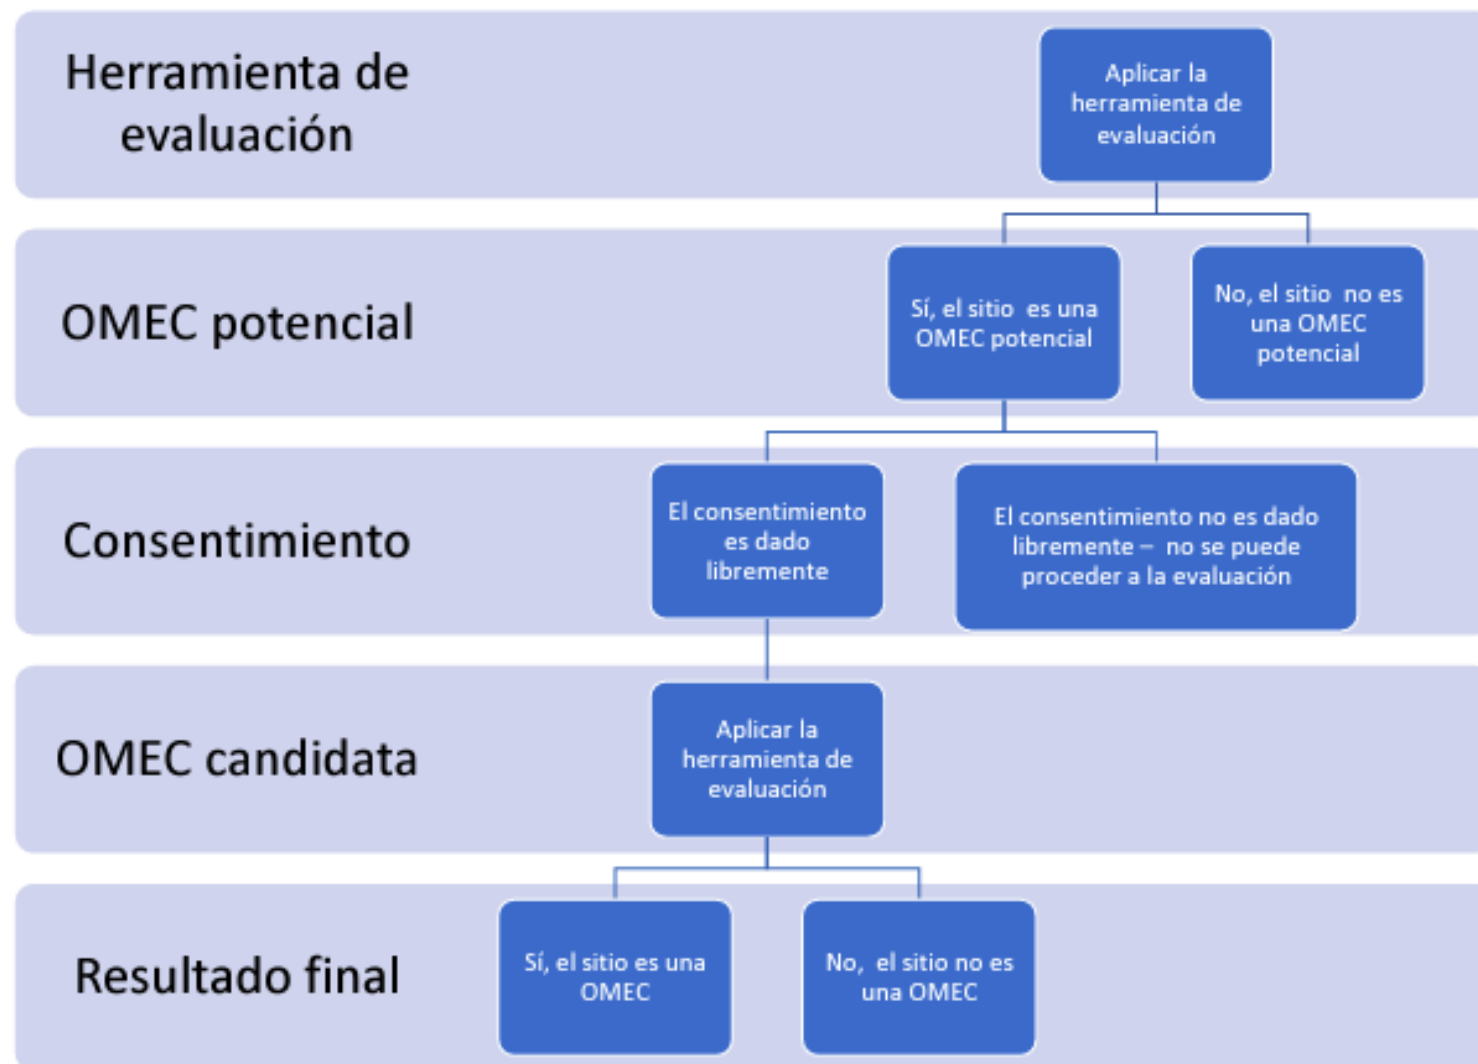 Herramienta de
evaluación
Aplicar la
herramienta de
evaluación
OMEC potencial
Sí, el sitio es una
OMEC potencial
No, el sitio no es
una OMEC
potencial
Consentimiento
El consentimiento
es dado
libremente
El consentimiento no es dado
libremente – no se puede
proceder a la evaluación
OMEC candidata
Aplicar la
herramienta de
evaluación
Resultado final
Sí, el sitio es una
OMEC
No, el sitio no es
una OMEC